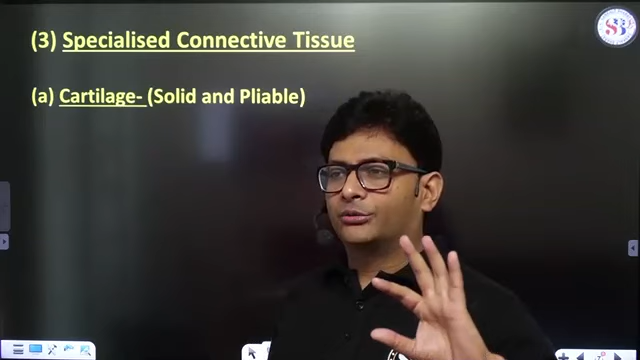 (3) Specialised Connective Tissue
(a) Cartilage- (Solid and Pliable)